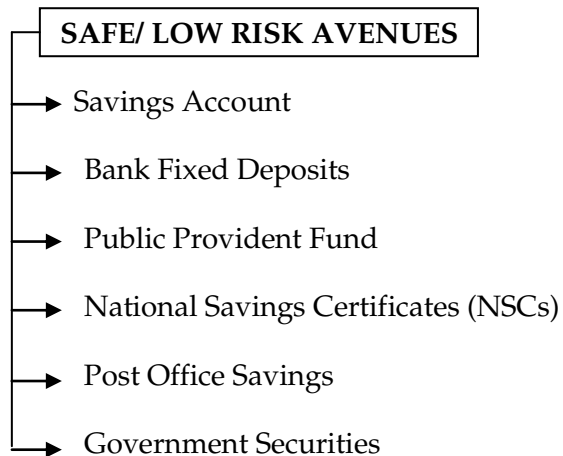 SAFE/ LOW RISK AVENUES
Savings Account
Bank Fixed Deposits
Public Provident Fund
National Savings Certificates (NSCs)
Post Office Savings
Government Securities